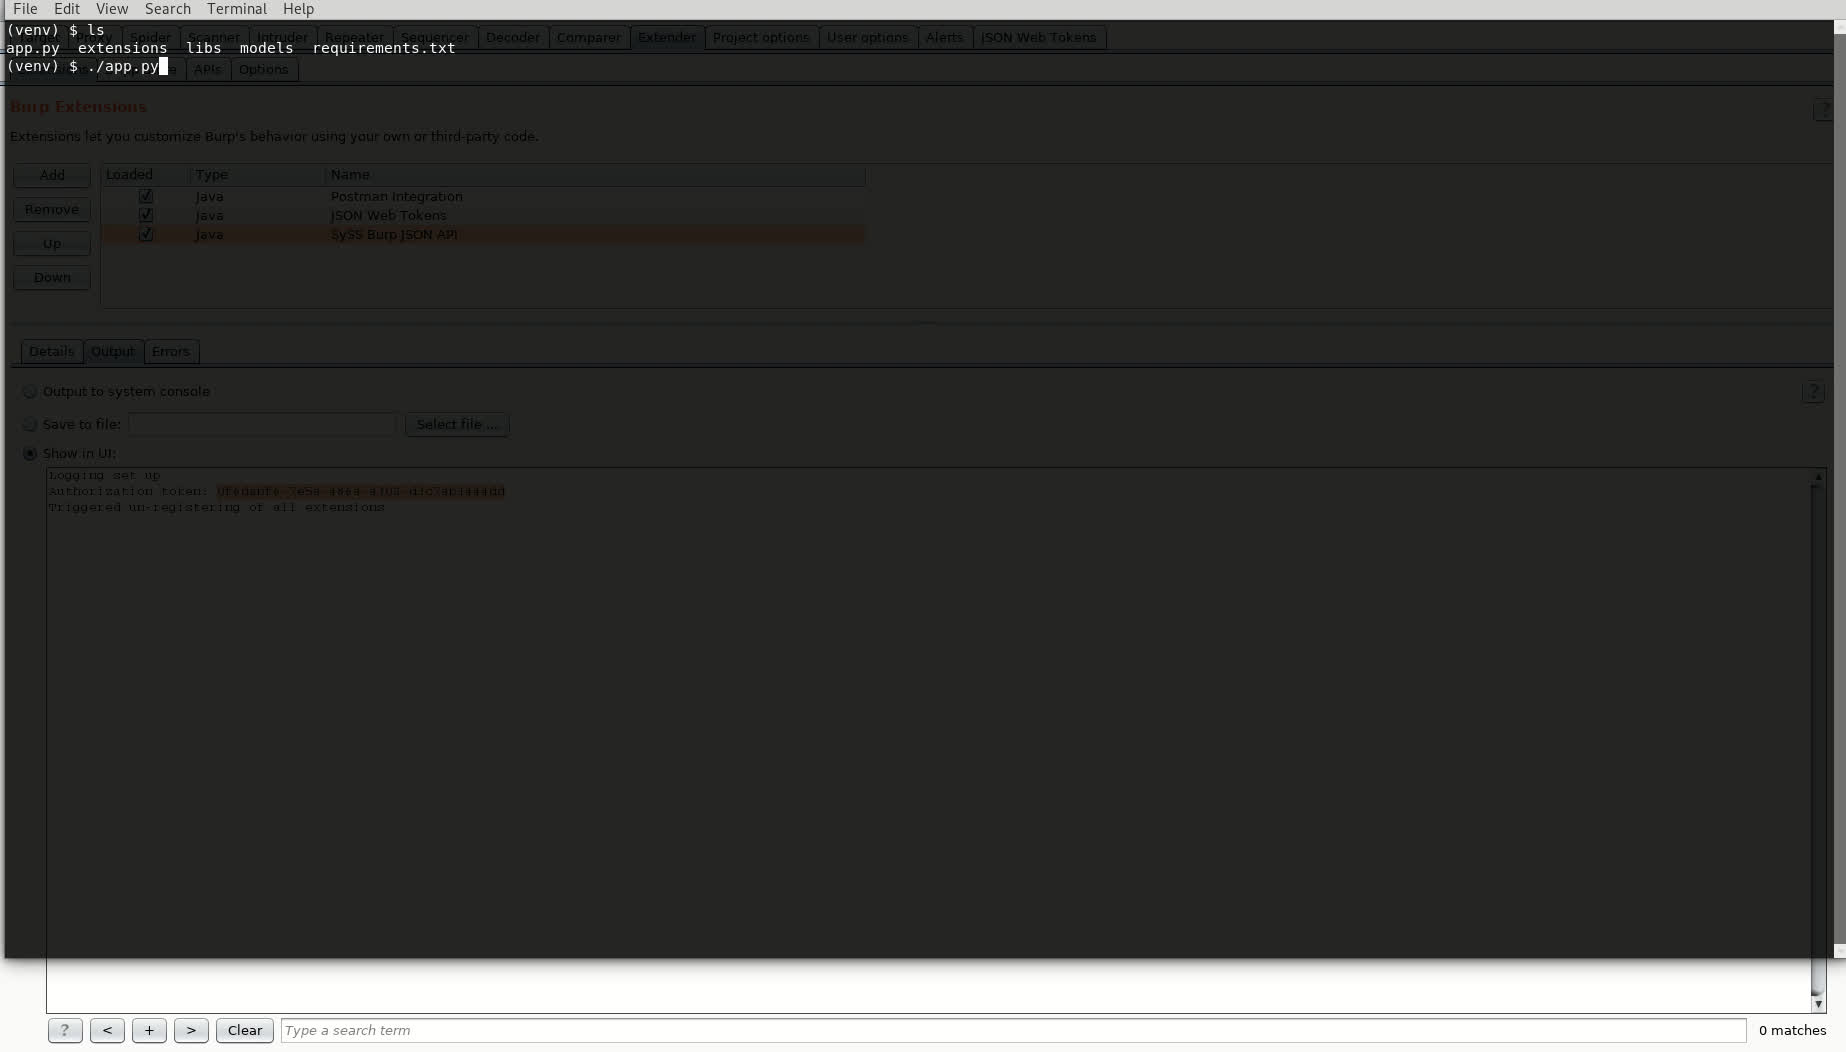 File Edit View Search Terminal Help
(venv) $ ls
Target Proxy Spider Scanner Intruder Repeater Sequencer Decoder Comparer Extender Project options User options Alerts JSON Web Tokens
app.py extensions libs models requirements.txt
(venv) $ ./app.py
APIs Options
Burp Extensions
?
Extensions let you customize Burp's behavior using your own or third-party code.
Add Loaded Type Name
Java Postman Integration
Remove Java JSON Web Tokens
Java SySS Burp JSON API
Up
Down
Details Output Errors
Output to system console ?
Save to file: Select file ...
Show in UI:
Logging set up
Authorization token:
Triggered un-registering of all extensions
? < + > Clear Type a search term 0 matches